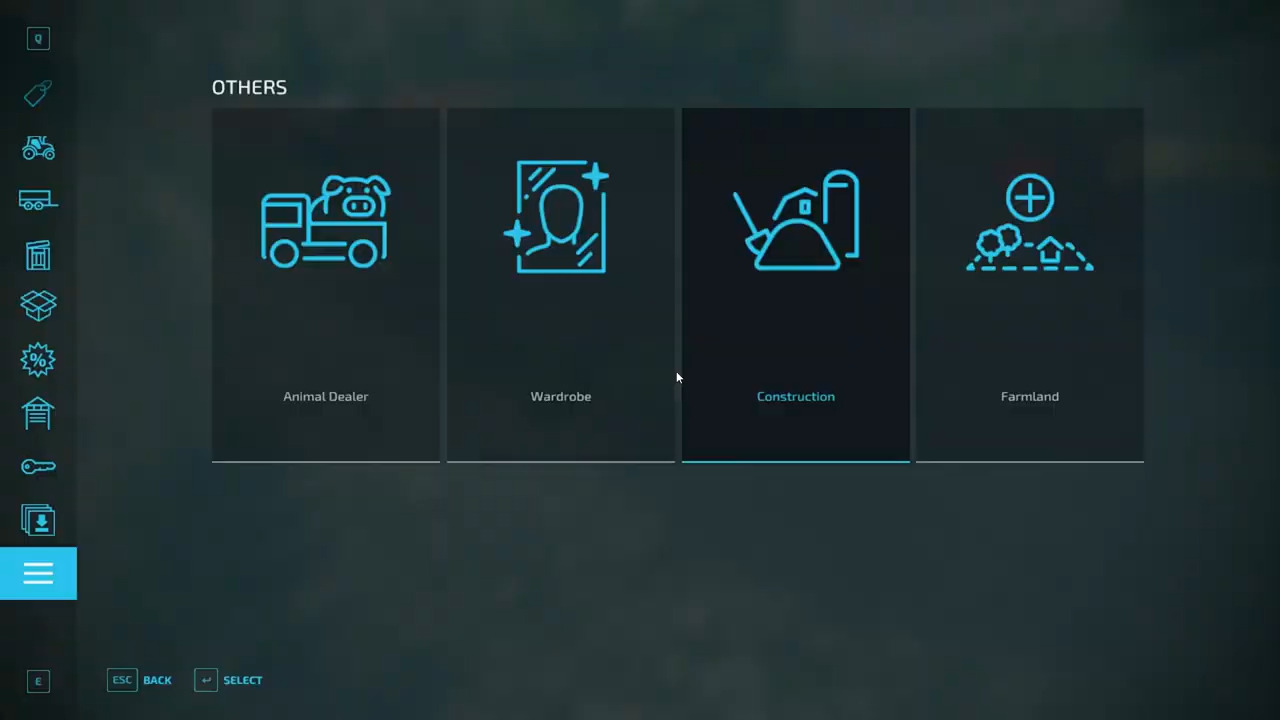 Q
OTHERS
%
Animal Dealer
Wardrobe
Construction
Farmland
E
ESC BACK ↵ SELECT